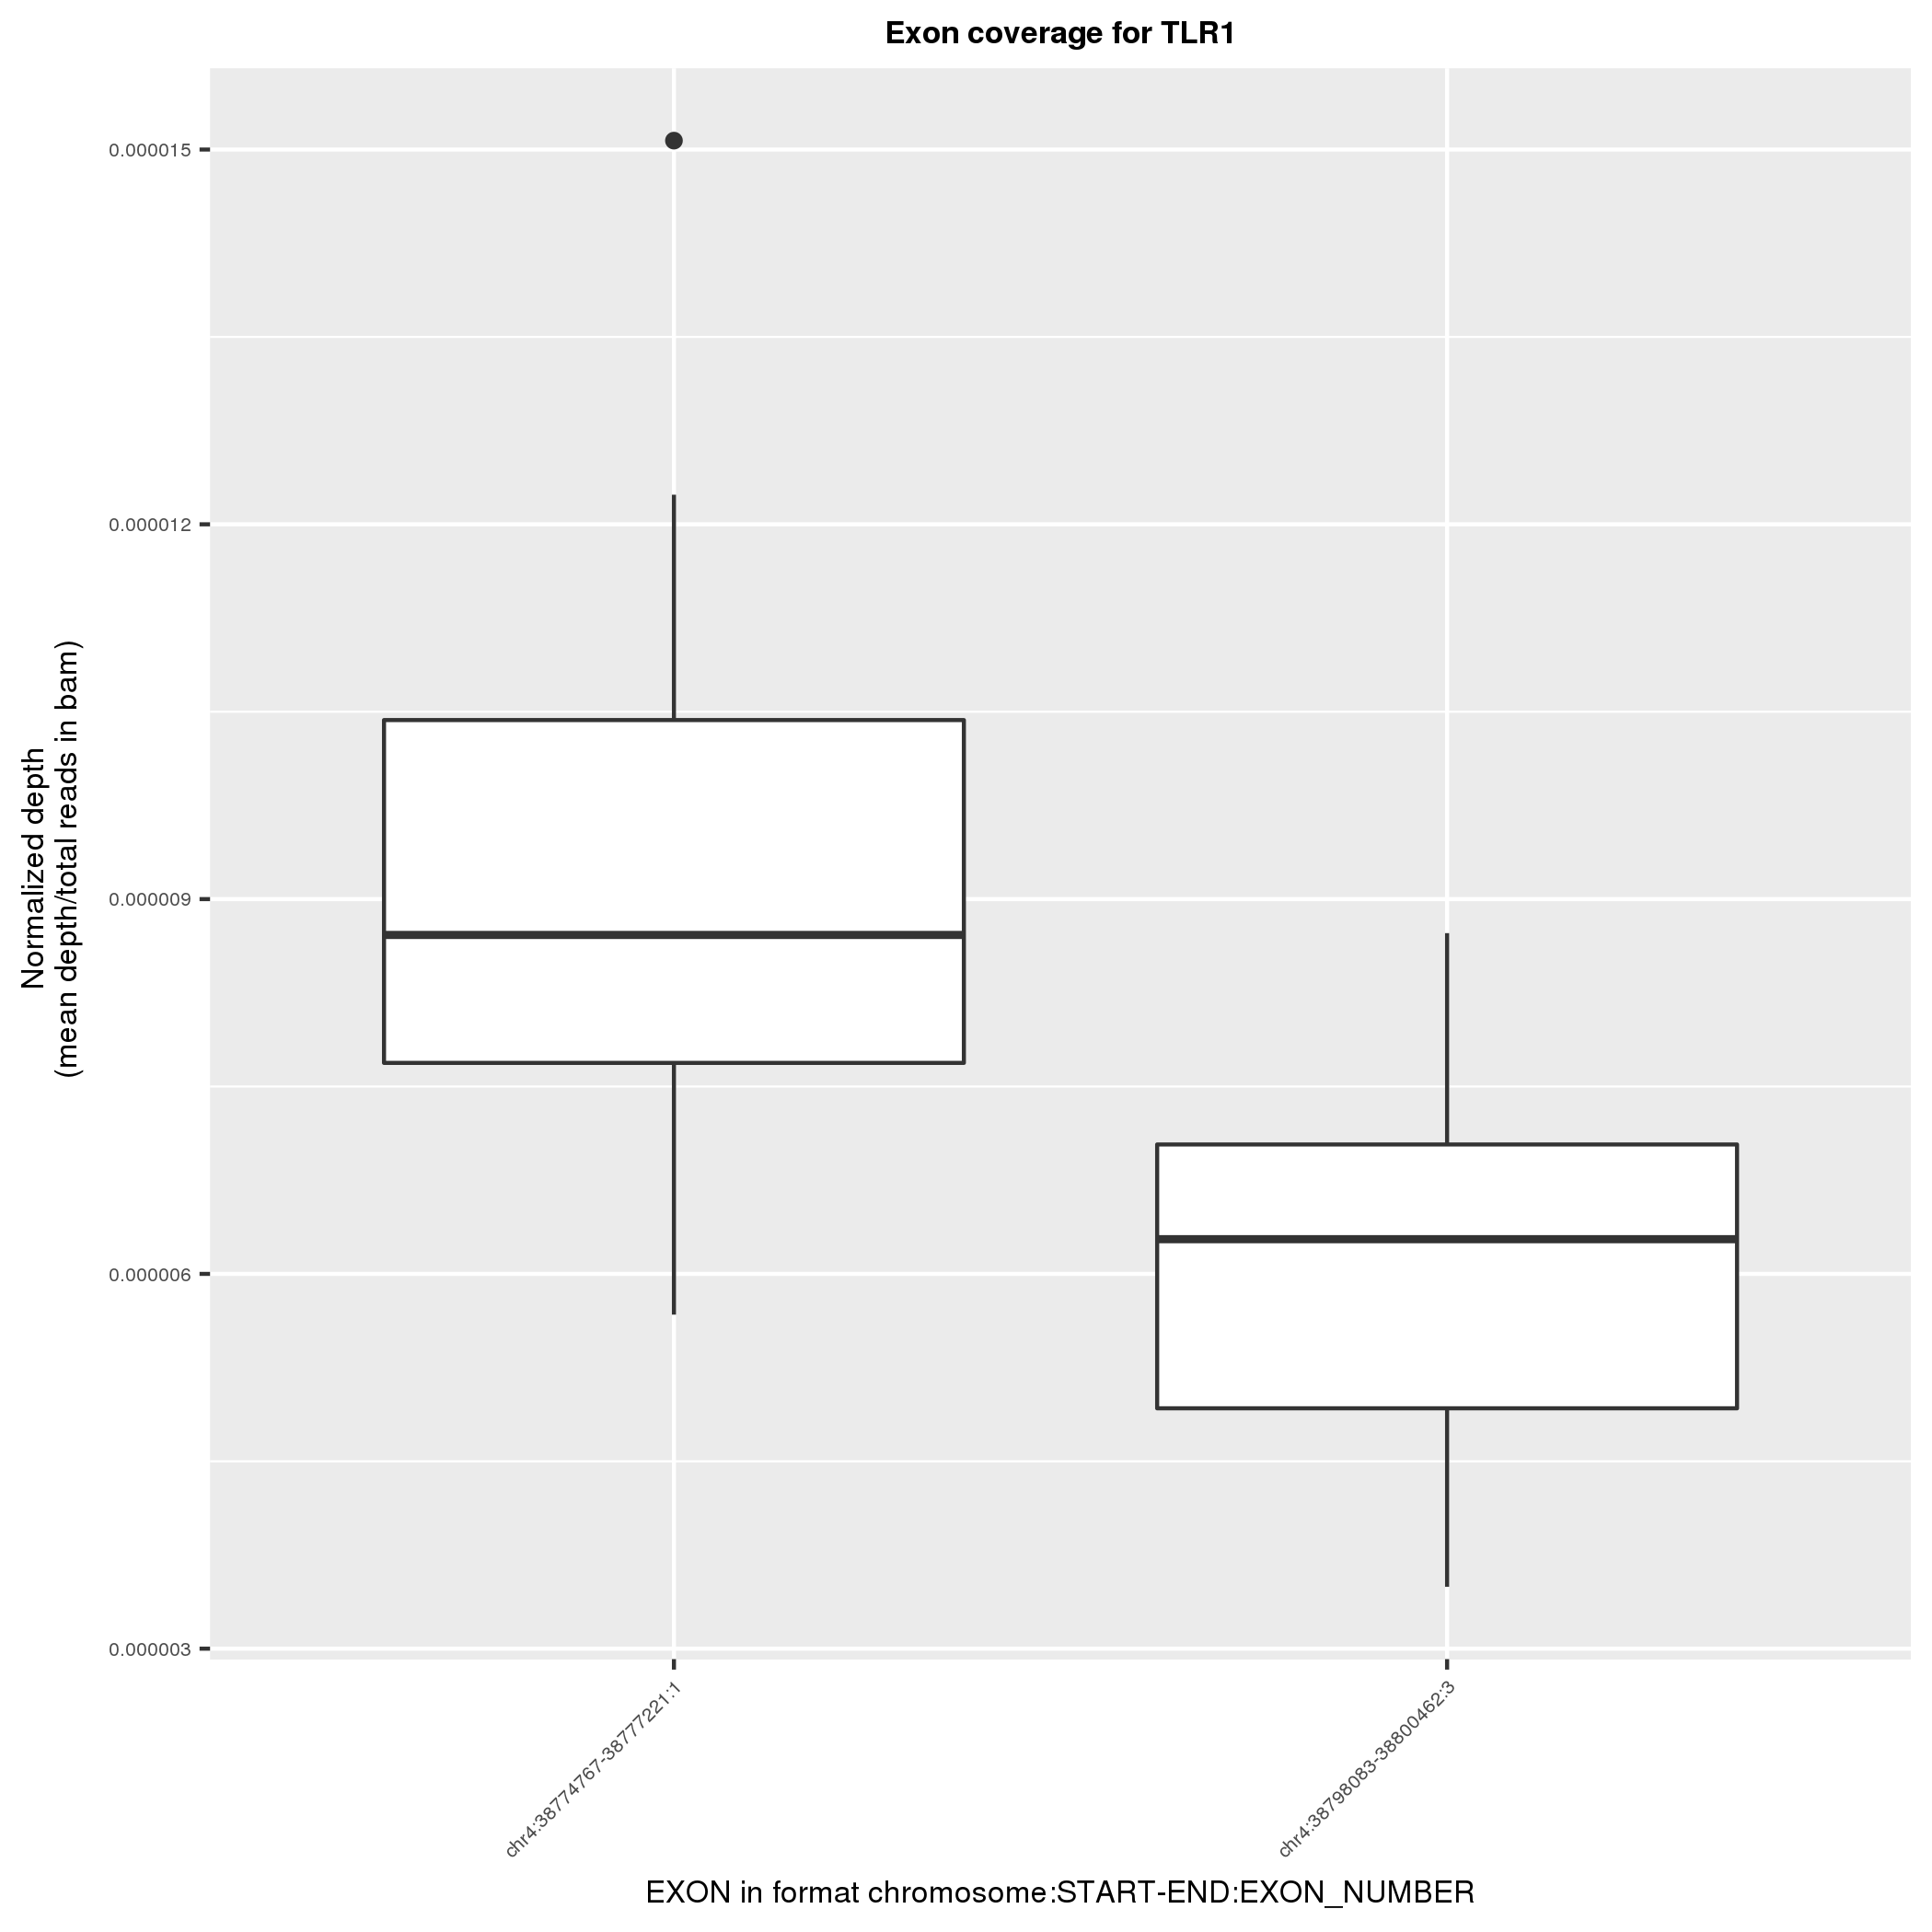 Exon coverage for TLR1
Normalized depth
(mean depth/total reads in bam)
0.000015
0.000012
0.000009
0.000006
0.000003
chr4:38774767-38777221:1
chr4:38798083-38800462:3
EXON in format chromosome:START-END:EXON_NUMBER